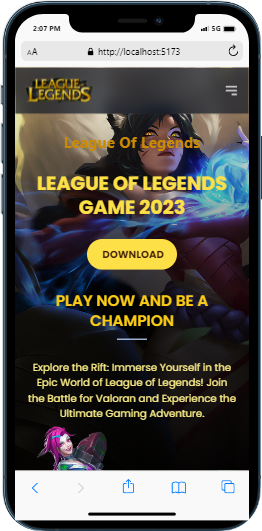 2:07 PM 5G
AA http://localhost:5173
LEAGUE OF
LEGENDS
League Of Legends
LEAGUE OF LEGENDS
GAME 2023
DOWNLOAD
PLAY NOW AND BE A
CHAMPION
Explore the Rift: Immerse Yourself in the
Epic World of League of Legends! Join
the Battle for Valoran and Experience the
Ultimate Gaming Adventure.